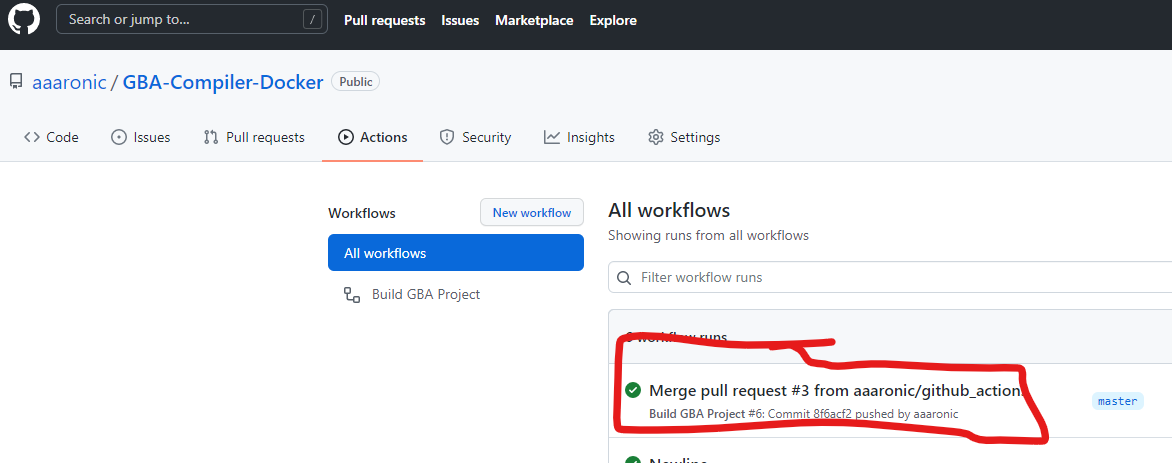 Search or jump to... /
Pull requests Issues Marketplace Explore
aaaronic / GBA-Compiler-Docker Public
Code Issues Pull requests Actions Security Insights Settings
Workflows New workflow
All workflows
Build GBA Project
All workflows
Showing runs from all workflows
Filter workflow runs
workflow runs
Merge pull request #3 from aaaronic/github_action
master
Build GBA Project #6: Commit 8f6acf2 pushed by aaaronic